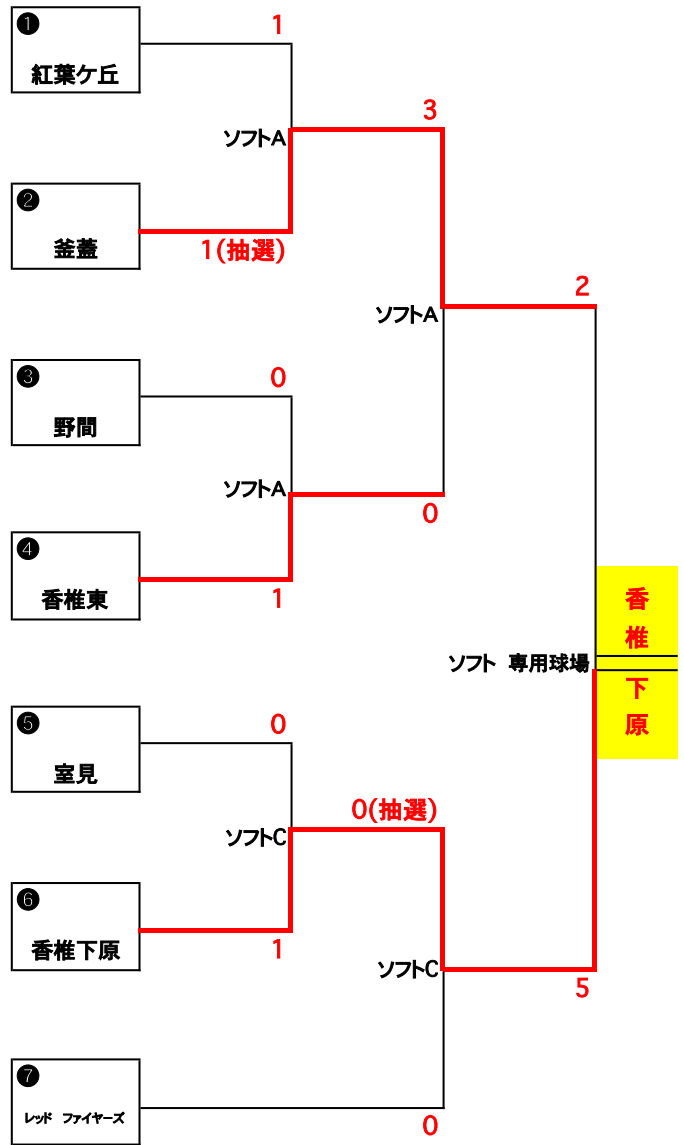 ❶
紅葉ケ丘
1
ソフトA
3
❷
釜蓋
1(抽選)
2
ソフトA
❸
野間
0
ソフトA
0
❹
香椎東
1
ソフト 専用球場
香椎下原
❺
室見
0
ソフトC
0(抽選)
❻
香椎下原
1
ソフトC
5
❼
レッド ファイヤーズ
0